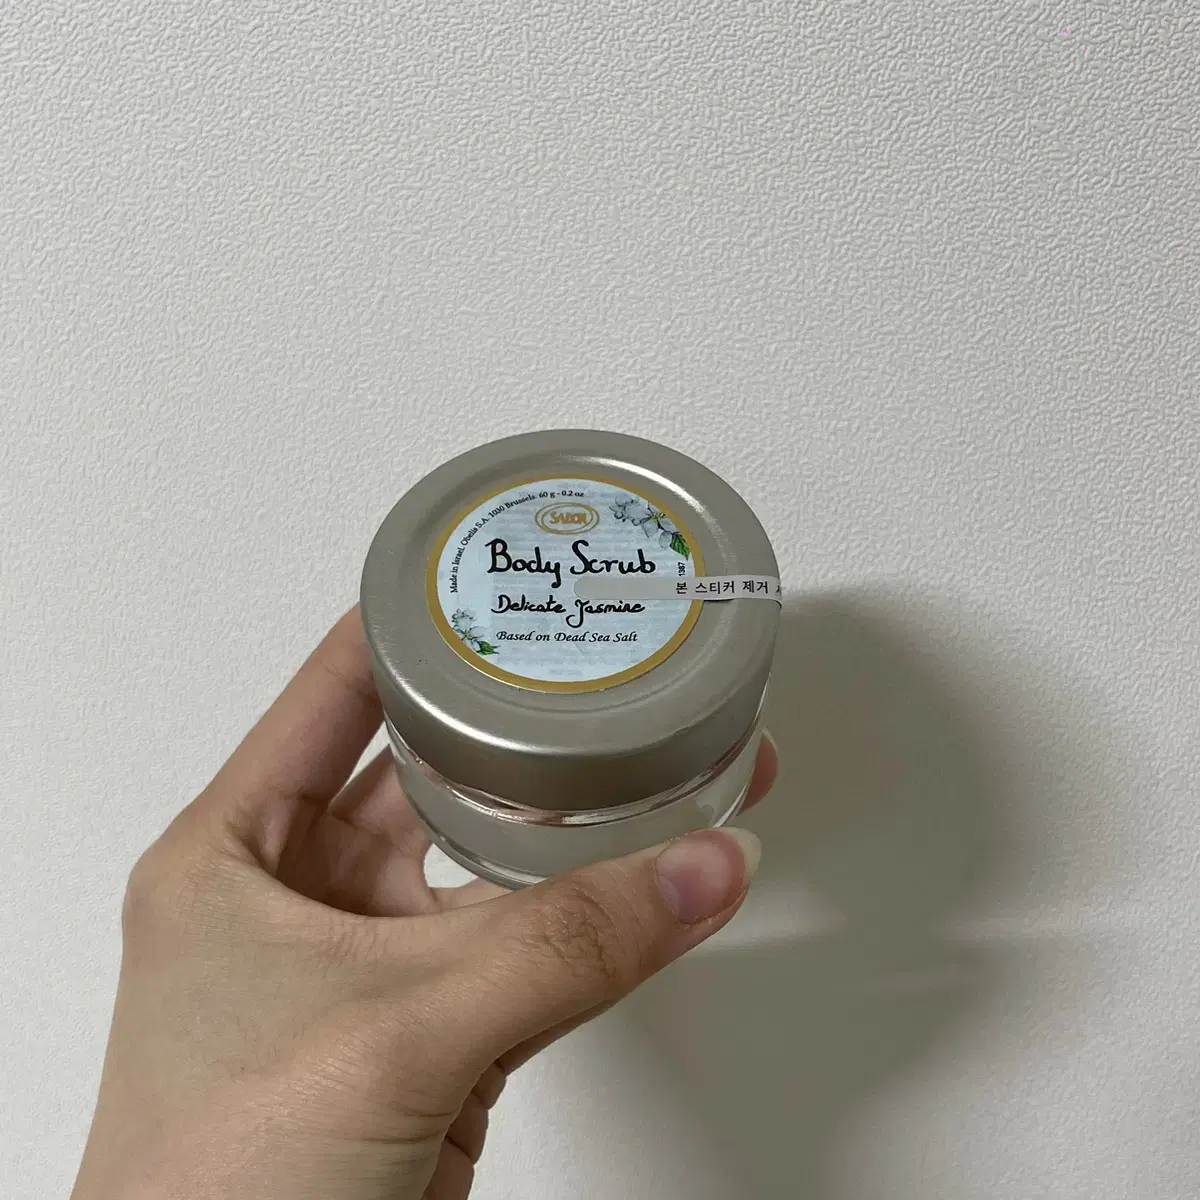 Made in Israel. Obelis S.A. 1030 Brussels. 60 g - 0.2 oz
SABON
Body Scrub
1387
본 스티커 제거
Delicate Jasmine
Based on Dead Sea Salt